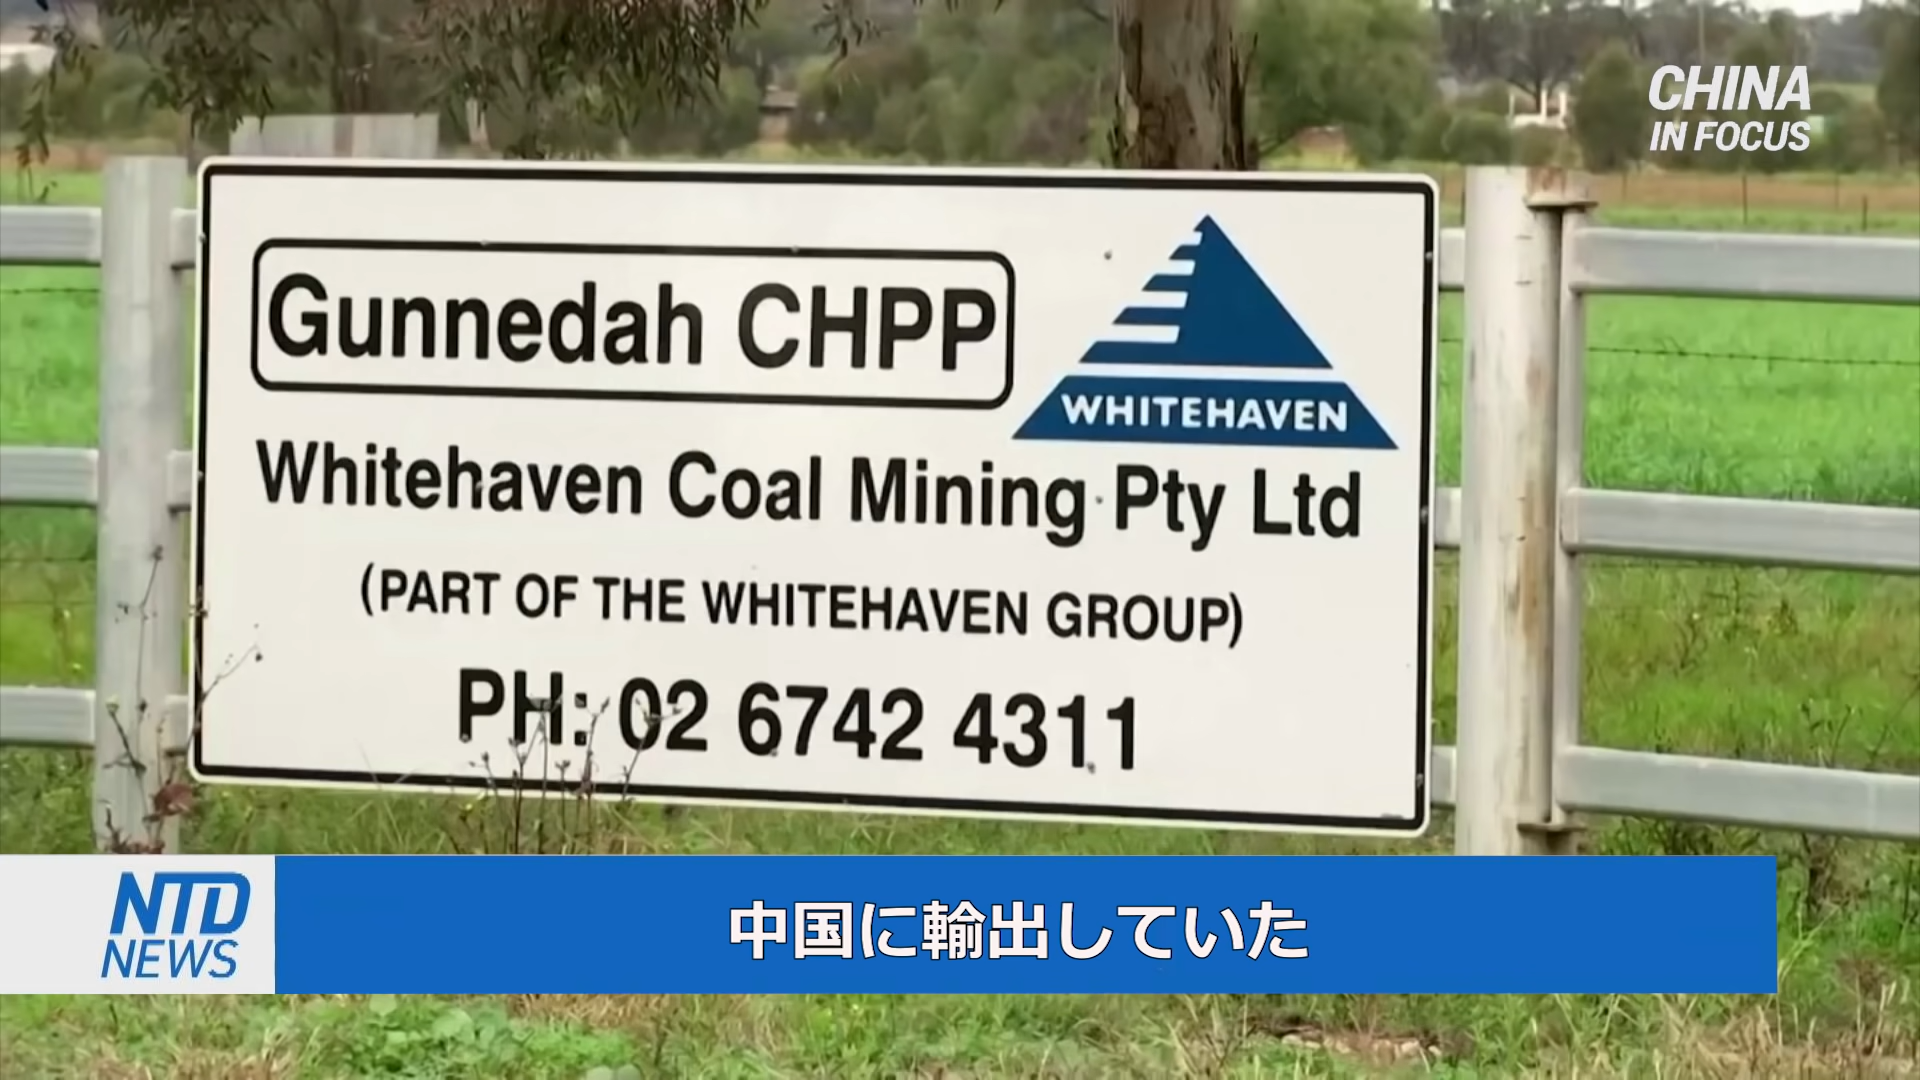 CHINA
IN FOCUS
Gunnedah CHPP
WHITEHAVEN
Whitehaven Coal Mining Pty Ltd
(PART OF THE WHITEHAVEN GROUP)
PH: 02 6742 4311
NTD
NEWS
中国に輸出していた